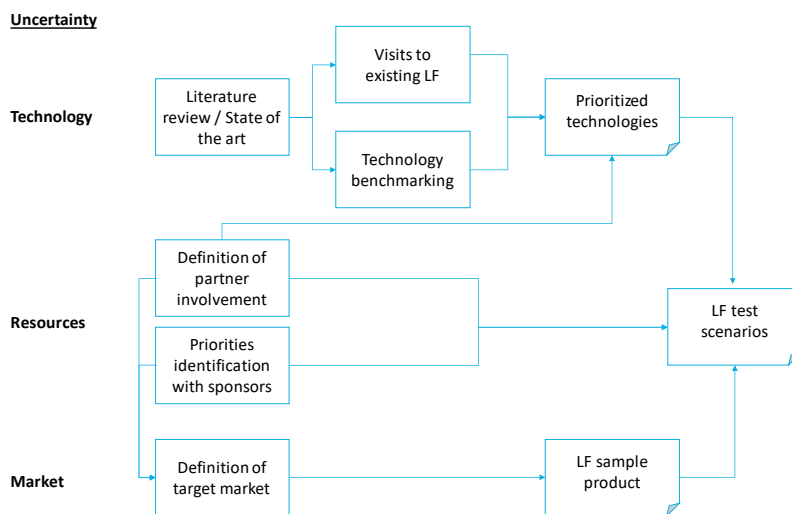 Uncertainty
Technology
Literature
review / State of
the art
Visits to
existing LF
Technology
benchmarking
Prioritized
technologies
Resources
Definition of
partner
involvement
Priorities
identification
with sponsors
LF test
scenarios
Market
Definition of
target market
LF sample
product